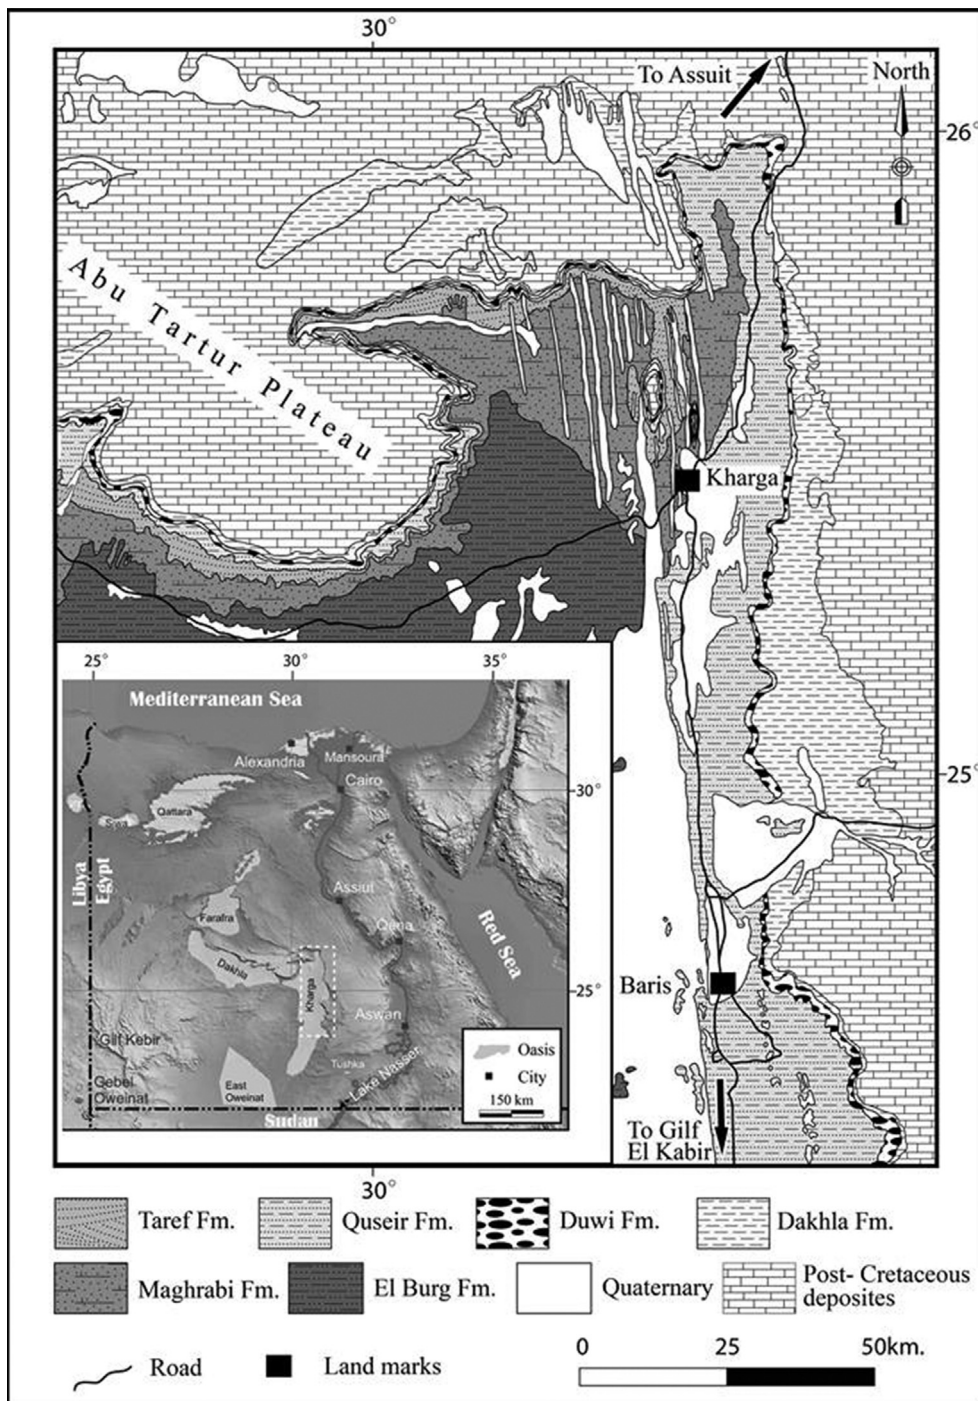 30°
To Assuit
North
26°
Abu Tartur Plateau
Kharga
25°
Baris
To Gilf
El Kabir
25°
30°
35°
Mediterranean Sea
Alexandria
Mansoura
Cairo
30°
Qattara
Siwa
Libya
Egypt
Assiut
Farafra
Qena
Red Sea
Dakhla
Kharga
25°
Aswan
Gilf Kebir
Tushka
Lake Nasser
Gebel
Oweinat
East
Oweinat
Sudan
Oasis
City
150 km
30°
Taref Fm.
Quseir Fm.
Duwi Fm.
Dakhla Fm.
Maghrabi Fm.
El Burg Fm.
Quaternary
Post- Cretaceous
deposites
Road
Land marks
0
25
50km.